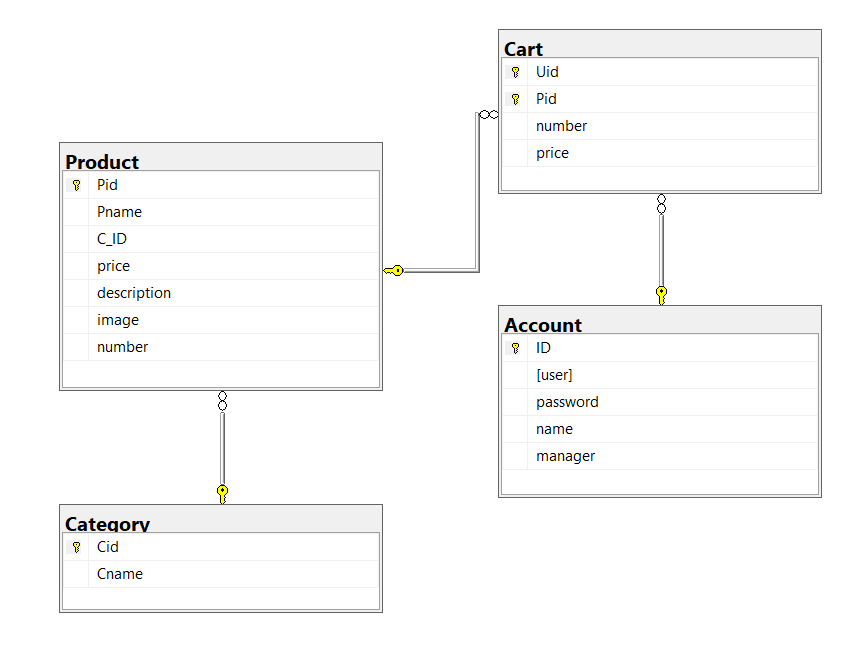 Cart
Uid
Pid
number
price
Product
Pid
Pname
C_ID
price
description
image
number
Account
ID
[user]
password
name
manager
Category
Cid
Cname